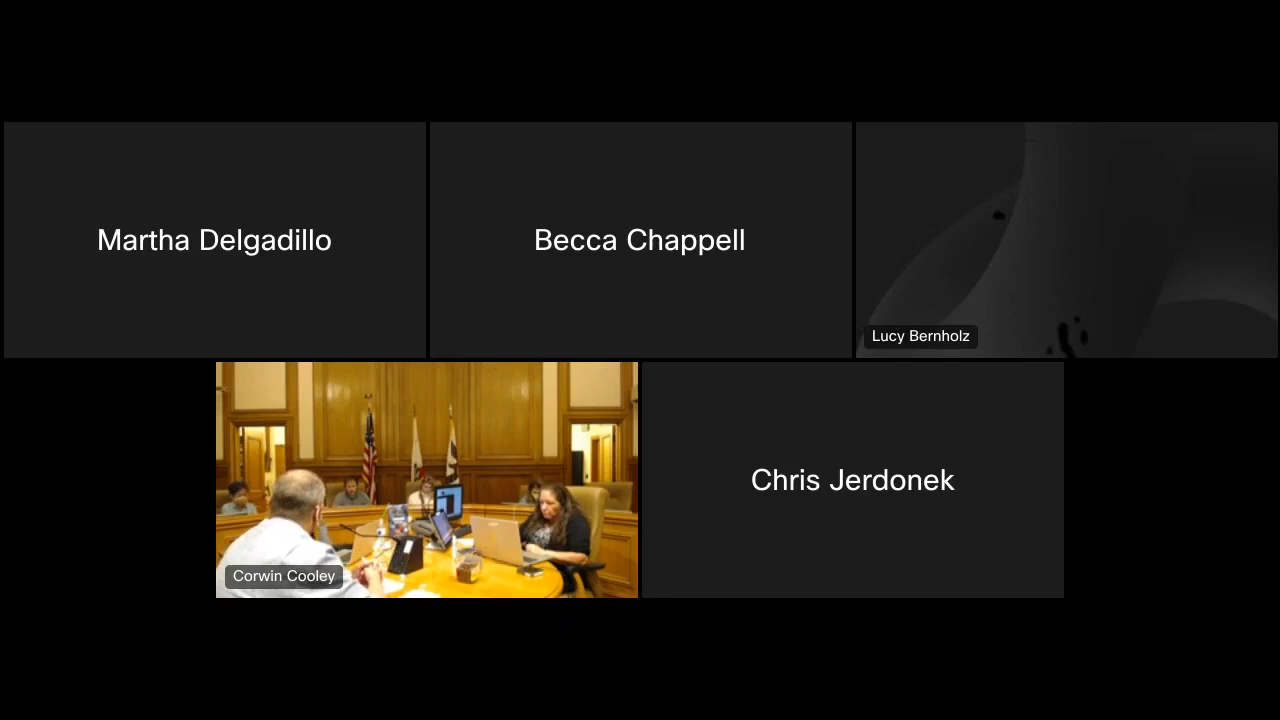 Martha Delgadillo
Becca Chappell
Lucy Bernholz
Corwin Cooley
Chris Jerdonek